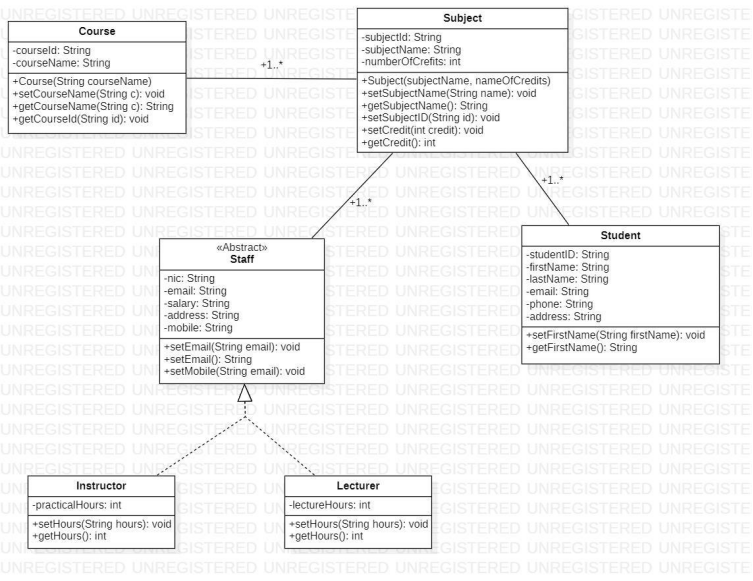 Course
-courseId: String
-courseName: String
+Course(String courseName)
+setCourseName(String c): void
+getCourseName(String c): String
+getCourseId(String id): void
+1..*
Subject
-subjectId: String
-subjectName: String
-numberOfCrefits: int
+Subject(subjectName, nameOfCredits)
+setSubjectName(String name): void
+getSubjectName(): String
+setSubjectID(String id): void
+setCredit(int credit): void
+getCredit(): int
+1..*
+1..*
«Abstract»
Staff
-nic: String
-email: String
-salary: String
-address: String
-mobile: String
+setEmail(String email): void
+setEmail(): String
+setMobile(String email): void
Student
-studentID: String
-firstName: String
-lastName: String
-email: String
-phone: String
-address: String
+setFirstName(String firstName): void
+getFirstName(): String
Instructor
-practicalHours: int
+setHours(String hours): void
+getHours(): int
Lecturer
-lectureHours: int
+setHours(String hours): void
+getHours(): int
UNREGISTERED